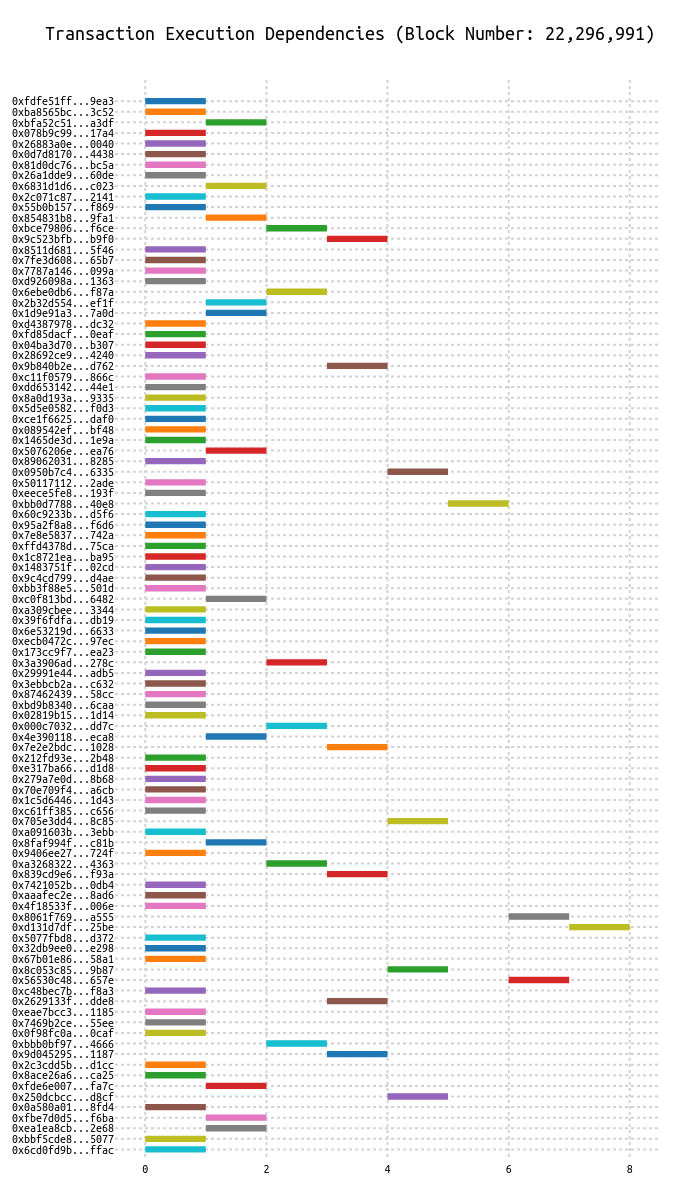 Transaction Execution Dependencies (Block Number: 22,296,991)
0xfdfe51ff...9ea3
0xba8565bc...3c52
0xbfa52c51...a3df
0x078b9c99...17a4
0x26883a0e...0040
0x0d7d8170...4438
0x81d0dc76...bc5a
0x26a1dde9...60de
0x6831d1d6...c023
0x2c071c87...2141
0x55b0b157...f869
0x854831b8...9fa1
0xbce79806...f6ce
0x9c523bfb...b9f0
0x8511d681...5f46
0x7fe3d608...65b7
0x7787a146...099a
0xd926098a...1363
0x6ebe0db6...f87a
0x2b32d554...ef1f
0x1d9e91a3...7a0d
0xd4387978...dc32
0xfd85dacf...0eaf
0x04ba3d70...b307
0x28692ce9...4240
0x9b840b2e...d762
0xc11f0579...866c
0xdd653142...44e1
0x8a0d193a...9335
0x5d5e0582...f0d3
0xce1f6625...daf0
0x089542ef...bf48
0x1465de3d...1e9a
0x5076206e...ea76
0x89062031...8285
0x0950b7c4...6335
0x50117112...2ade
0xeece5fe8...193f
0xbb0d7788...40e8
0x60c9233b...d5f6
0x95a2f8a8...f6d6
0x7e8e5837...742a
0xffd4378d...75ca
0x1c8721ea...ba95
0x1483751f...02cd
0x9c4cd799...d4ae
0xbb3f88e5...501d
0xc0f813bd...6482
0xa309cbee...3344
0x39f6fdfa...db19
0x6e53219d...6633
0xecb0472c...97ec
0x173cc9f7...ea23
0x3a3906ad...278c
0x29991e44...adb5
0x3ebbcb2a...c632
0x87462439...58cc
0xbd9b8340...6caa
0x02819b15...1d14
0x000c7032...dd7c
0x4e390118...eca8
0x7e2e2bdc...1028
0x212fd93e...2b48
0xe317ba66...d1d8
0x279a7e0d...8b68
0x70e709f4...a6cb
0x1c5d6446...1d43
0xc61ff385...c656
0x705e3dd4...8c85
0xa091603b...3ebb
0x8faf994f...c81b
0x9406ee27...724f
0xa3268322...4363
0x839cd9e6...f93a
0x7421052b...0db4
0xaaafec2e...8ad6
0x4f18533f...006e
0x8061f769...a555
0xd131d7df...25be
0x5077fbd8...d372
0x32db9ee0...e298
0x67b01e86...58a1
0x8c053c85...9b87
0x56530c48...657e
0xc48bec7b...f8a3
0x2629133f...dde8
0xeae7bcc3...1185
0x7469b2ce...55ee
0x0f98fc0a...0caf
0xbbb0bf97...4666
0x9d045295...1187
0x2c3cdd5b...d1cc
0x8ace26a6...ca25
0xfde6e007...fa7c
0x250dcbcc...d8cf
0x0a580a01...8fd4
0xfbe7d0d5...f6ba
0xea1ea8cb...2e68
0xbbf5cde8...5077
0x6cd0fd9b...ffac
0 2 4 6 8